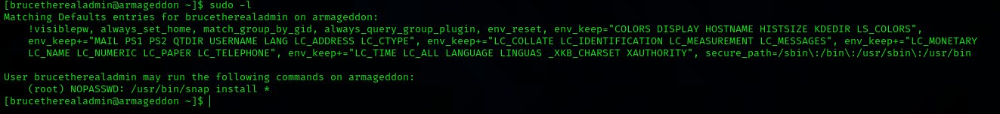 [brucetherealadmin@armageddon ~]$ sudo -l
Matching Defaults entries for brucetherealadmin on armageddon:
!visiblepw, always_set_home, match_group_by_gid, always_query_group_plugin, env_reset, env_keep="COLORS DISPLAY HOSTNAME HISTSIZE KDEDIR LS_COLORS",
env_keep+="MAIL PS1 PS2 QTDIR USERNAME LANG LC_ADDRESS LC_CTYPE", env_keep+="LC_COLLATE LC_IDENTIFICATION LC_MEASUREMENT LC_MESSAGES", env_keep+="LC_MONETARY
LC_NAME LC_NUMERIC LC_PAPER LC_TELEPHONE", env_keep+="LC_TIME LC_ALL LANGUAGE LINGUAS _XKB_CHARSET XAUTHORITY", secure_path=/sbin\:/bin\:/usr/sbin\:/usr/bin
User brucetherealadmin may run the following commands on armageddon:
(root) NOPASSWD: /usr/bin/snap install *
[brucetherealadmin@armageddon ~]$